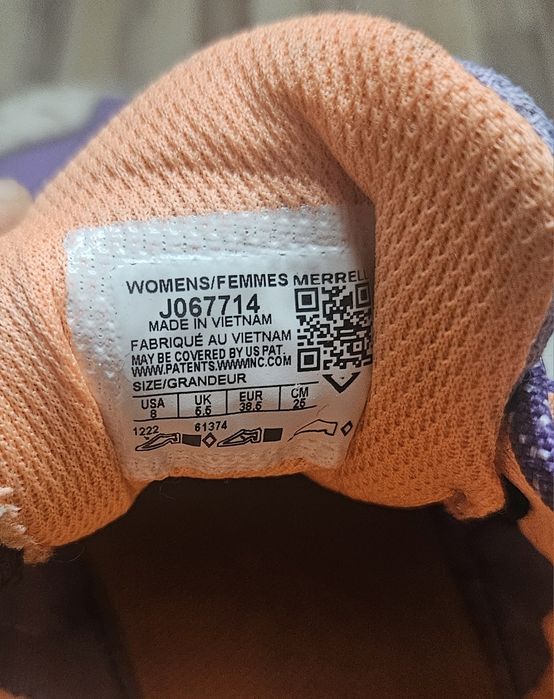 WOMENS/FEMMES MERRELL
J067714
MADE IN VIETNAM
FABRIQUÉ AU VIETNAM
MAY BE COVERED BY US PAT.
WWW.PATENTS.WWWINC.COM
SIZE/GRANDEUR
USA UK EUR CM
8 5.5 38.5 25
1222 61374